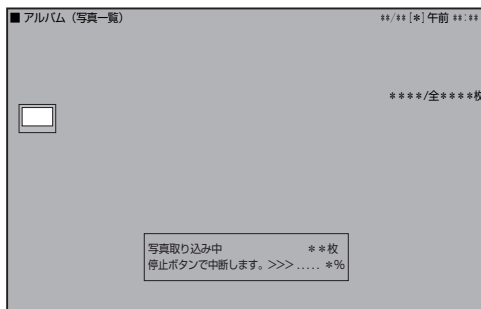 ■ アルバム（写真一覧） **/**[*]午前 **:**
****/全****枚
写真取り込み中 **枚
停止ボタンで中断します。>>>..... *%